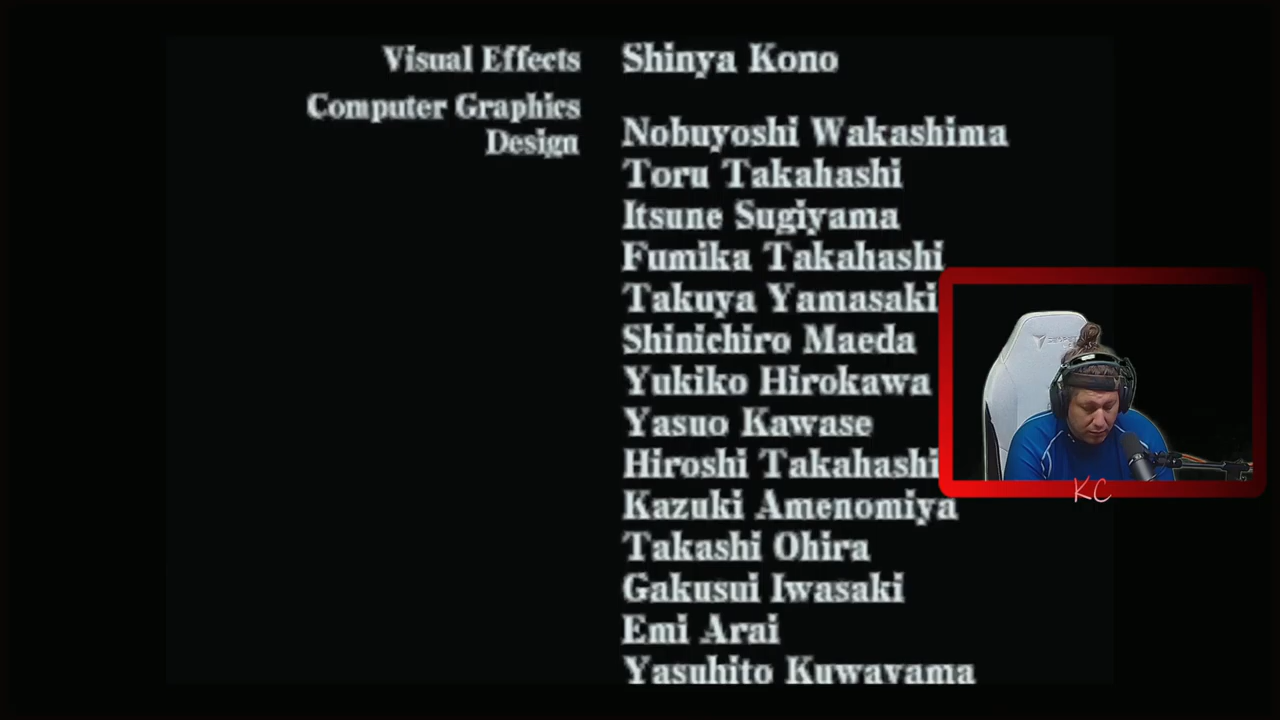 Visual Effects Shinya Kono
Computer Graphics
Design Nobuyoshi Wakashima
Toru Takahashi
Itsune Sugiyama
Fumika Takahashi
Takuya Yamasaki
Shinichiro Maeda
Yukiko Hirokawa
Yasuo Kawase
Hiroshi Takahashi
Kazuki Amenomiya
Takashi Ohira
Gakusui Iwasaki
Emi Arai
Yasuhito Kuwayama
KC